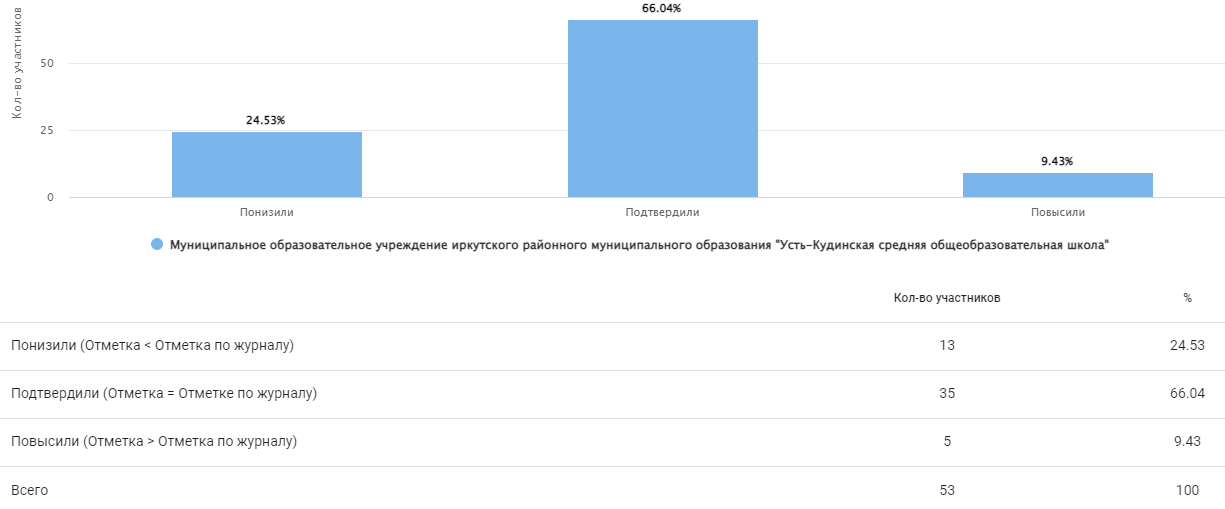 66.04%
Кол-во участников
50
24.53%
25
9.43%
0
Понизили Подтвердили Повысили
Муниципальное образовательное учреждение иркутского районного муниципального образования "Усть-Кудинская средняя общеобразовательная школа"
Кол-во участников %
Понизили (Отметка < Отметка по журналу) 13 24.53
Подтвердили (Отметка = Отметке по журналу) 35 66.04
Повысили (Отметка > Отметка по журналу) 5 9.43
Всего 53 100